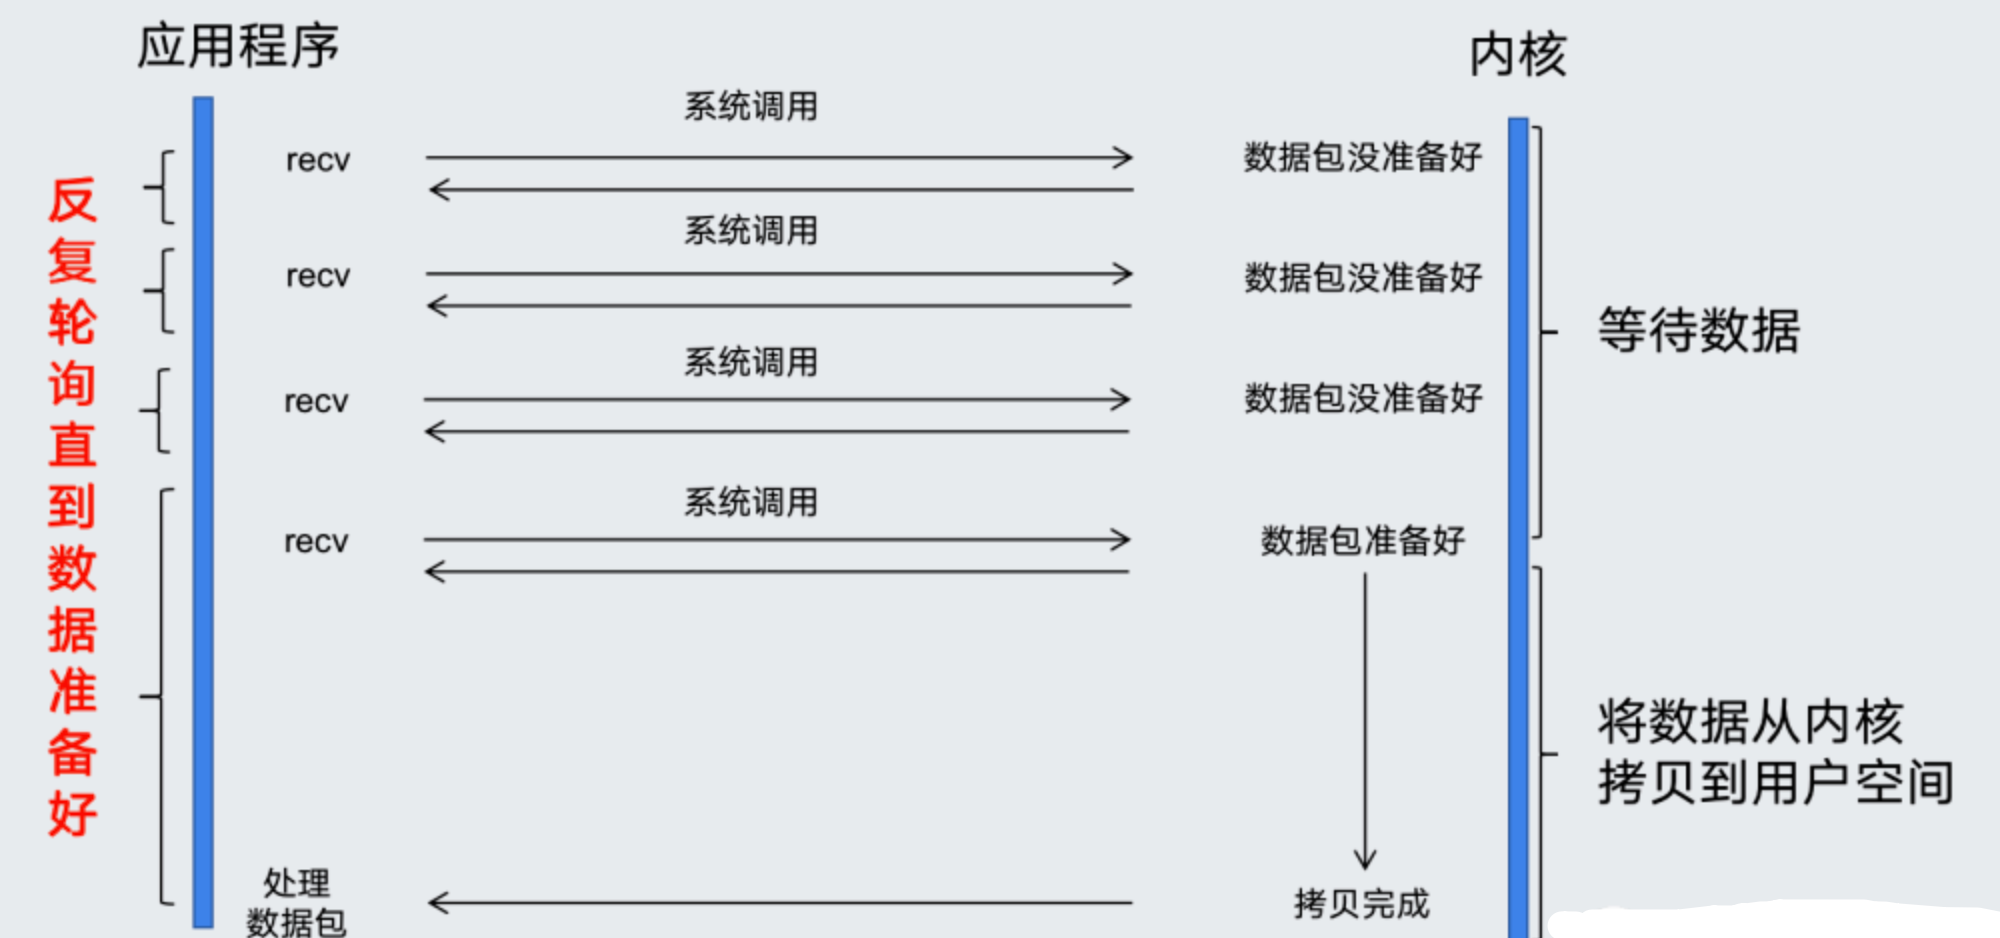 应用程序
内核
系统调用
recv
数据包没准备好
系统调用
recv
数据包没准备好
系统调用
recv
数据包没准备好
系统调用
recv
数据包准备好
反复轮询直到数据准备好
等待数据
将数据从内核
拷贝到用户空间
处理
数据包
拷贝完成